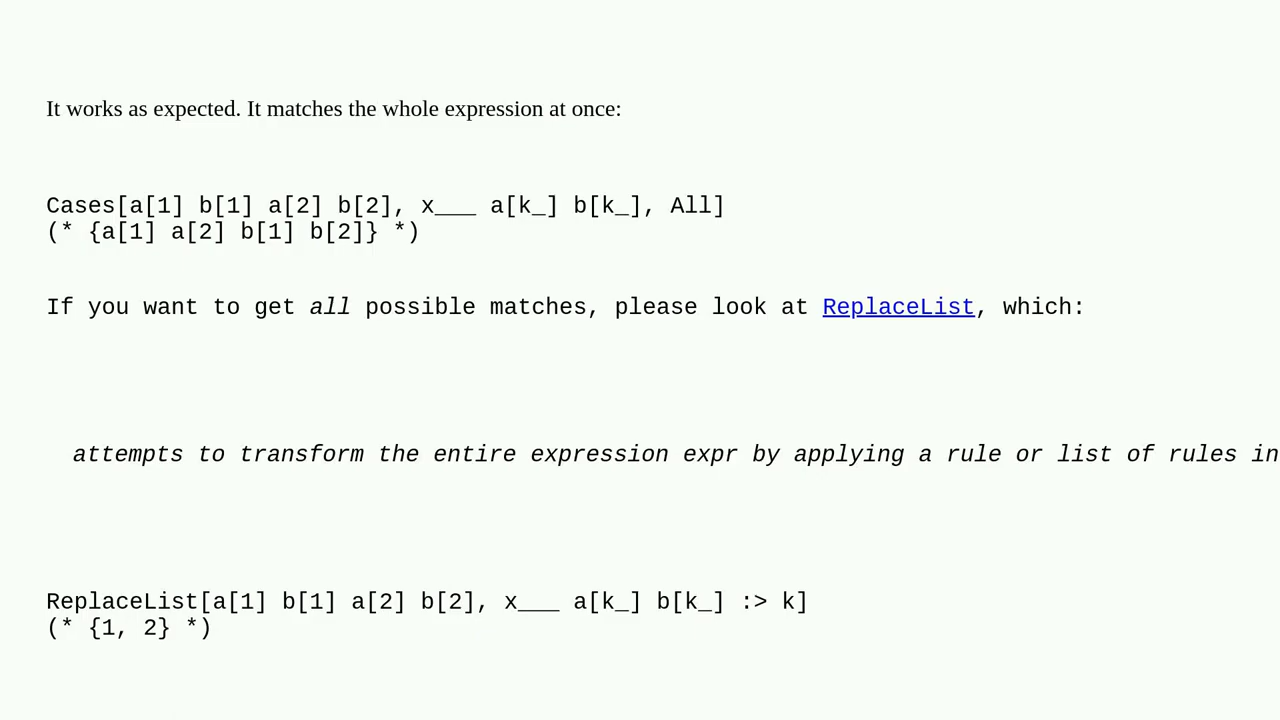 It works as expected. It matches the whole expression at once:
Cases[a[1] b[1] a[2] b[2], x___ a[k_] b[k_], All]
(* {a[1] a[2] b[1] b[2]} *)
If you want to get all possible matches, please look at ReplaceList, which:
attempts to transform the entire expression expr by applying a rule or list of rules in
ReplaceList[a[1] b[1] a[2] b[2], x___ a[k_] b[k_] :> k]
(* {1, 2} *)